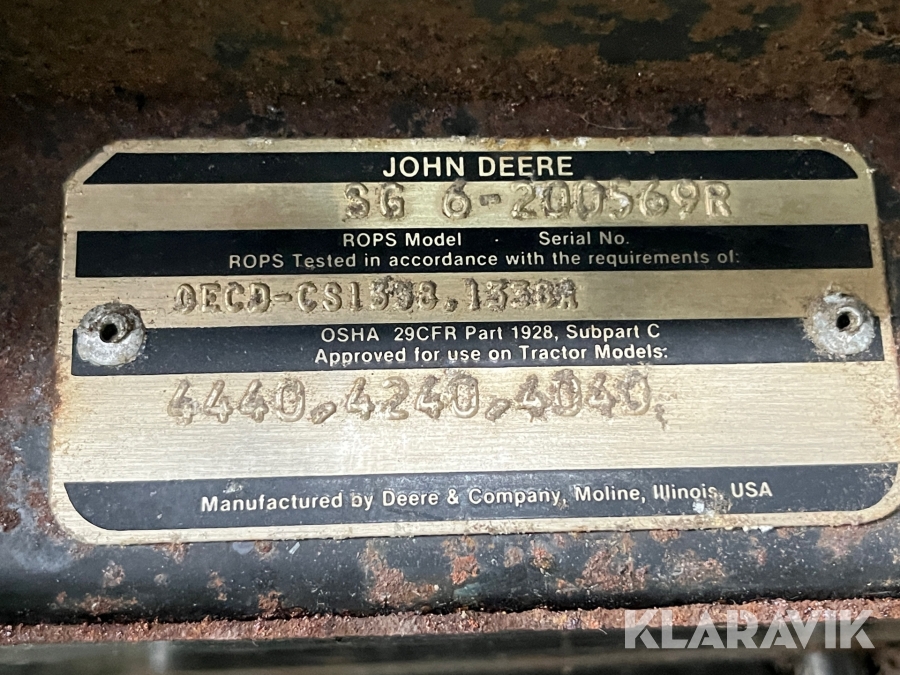 JOHN DEERE
SG 6-200569R
ROPS Model · Serial No.
ROPS Tested in accordance with the requirements of:
OECD-CS1338,1338R
OSHA 29CFR Part 1928, Subpart C
Approved for use on Tractor Models:
4440,4240,4040,
Manufactured by Deere & Company, Moline, Illinois, USA
KLARAVIK